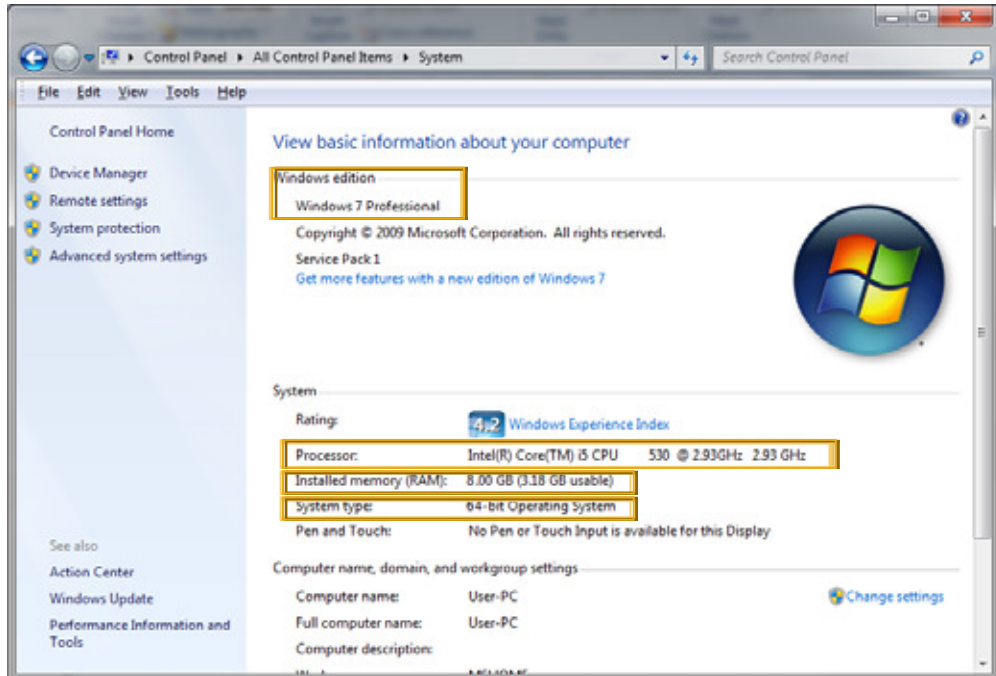 Control Panel ▸ All Control Panel Items ▸ System
Search Control Panel
File Edit View Tools Help
Control Panel Home
Device Manager
Remote settings
System protection
Advanced system settings
See also
Action Center
Windows Update
Performance Information and
Tools
View basic information about your computer
Windows edition
Windows 7 Professional
Copyright © 2009 Microsoft Corporation. All rights reserved.
Service Pack 1
Get more features with a new edition of Windows 7
System
Rating: 4,2 Windows Experience Index
Processor: Intel(R) Core(TM) i5 CPU 530 @ 2.93GHz 2.93 GHz
Installed memory (RAM): 8.00 GB (3.18 GB usable)
System type: 64-bit Operating System
Pen and Touch: No Pen or Touch Input is available for this Display
Computer name, domain, and workgroup settings
Computer name: User-PC Change settings
Full computer name: User-PC
Computer description: